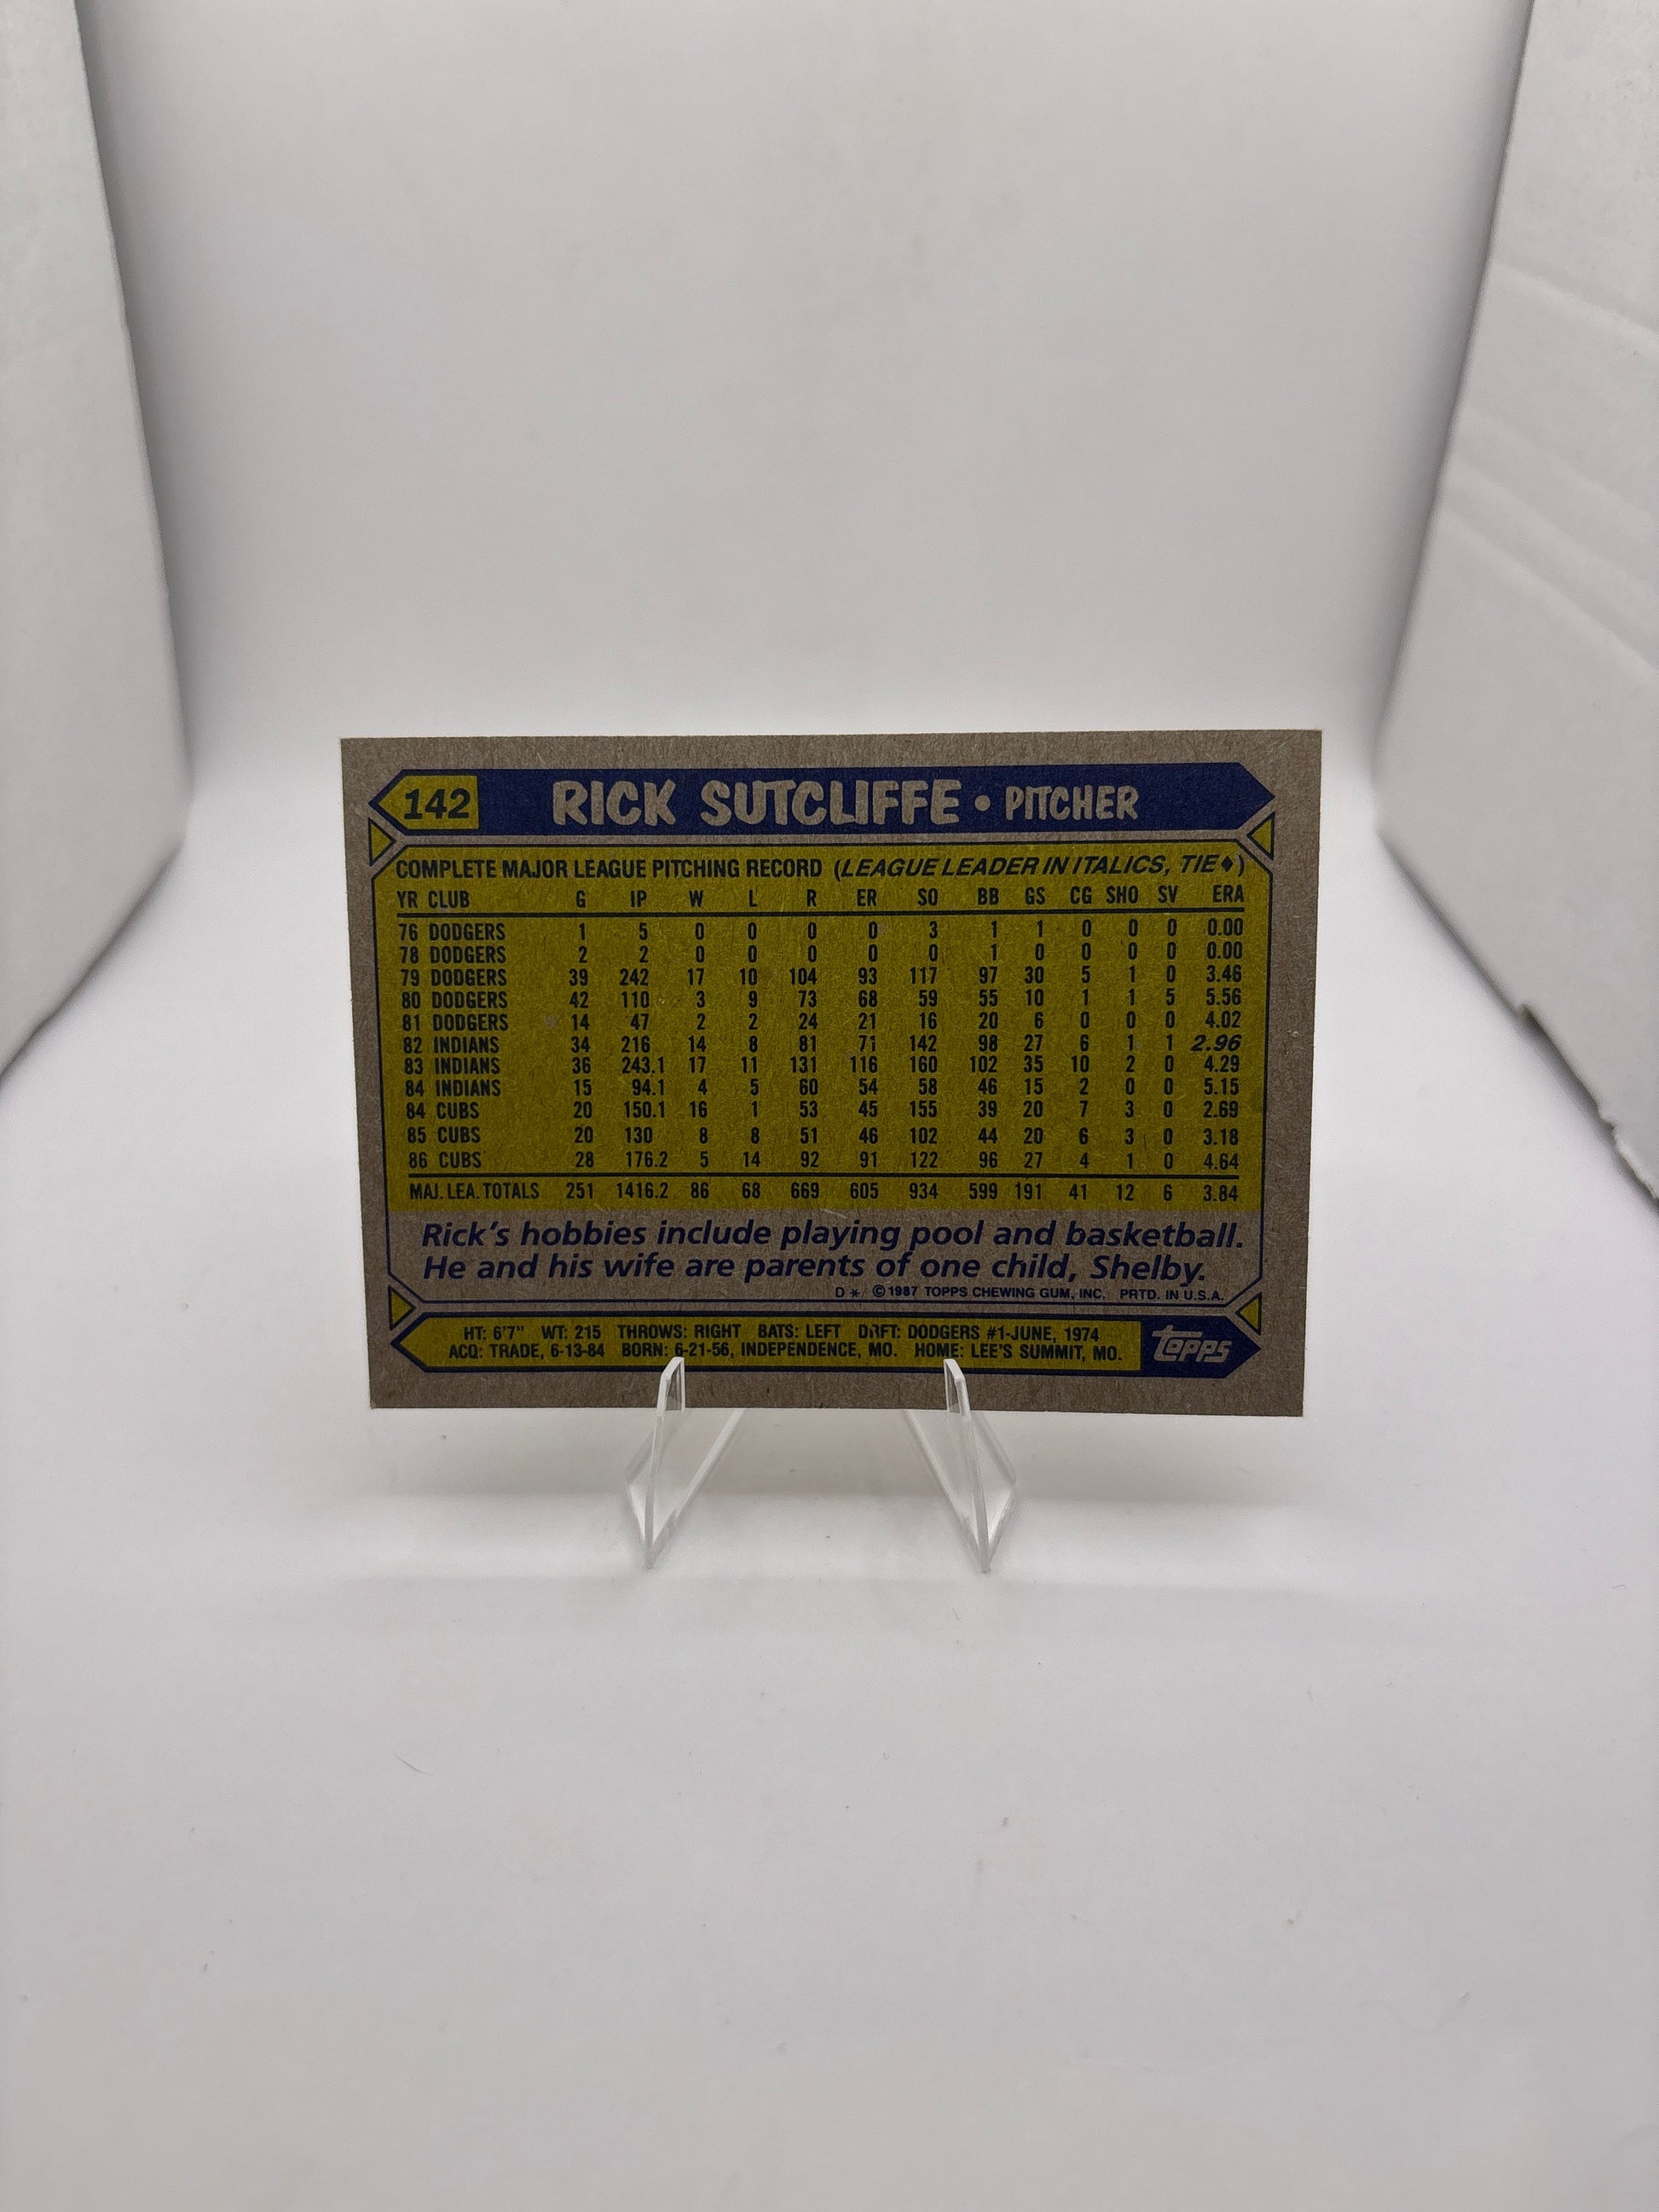 142 RICK SUTCLIFFE • PITCHER
COMPLETE MAJOR LEAGUE PITCHING RECORD (LEAGUE LEADER IN ITALICS, TIE♦)
YR CLUB G IP W L R ER SO BB GS CG SHO SV ERA
76 DODGERS 1 5 0 0 0 0 3 1 1 0 0 0 0.00
78 DODGERS 2 2 0 0 0 0 0 1 0 0 0 0 0.00
79 DODGERS 39 242 17 10 104 93 117 97 30 5 1 0 3.46
80 DODGERS 42 110 3 9 73 68 59 55 10 1 1 5 5.56
81 DODGERS 14 47 2 2 24 21 16 20 6 0 0 0 4.02
82 INDIANS 34 216 14 8 81 71 142 98 27 6 1 1 2.96
83 INDIANS 36 243.1 17 11 131 116 160 102 35 10 2 0 4.29
84 INDIANS 15 94.1 4 5 60 54 58 46 15 2 0 0 5.15
84 CUBS 20 150.1 16 1 53 45 155 39 20 7 3 0 2.69
85 CUBS 20 130 8 8 51 46 102 44 20 6 3 0 3.18
86 CUBS 28 176.2 5 14 92 91 122 96 27 4 1 0 4.64
MAJ. LEA. TOTALS 251 1416.2 86 68 669 605 934 599 191 41 12 6 3.84
Rick's hobbies include playing pool and basketball.
He and his wife are parents of one child, Shelby.
D * ©1987 TOPPS CHEWING GUM, INC. PRTD. IN U.S.A.
HT: 6'7" WT: 215 THROWS: RIGHT BATS: LEFT DRFT: DODGERS #1-JUNE, 1974
ACQ: TRADE, 6-13-84 BORN: 6-21-56, INDEPENDENCE, MO. HOME: LEE'S SUMMIT, MO.
topps